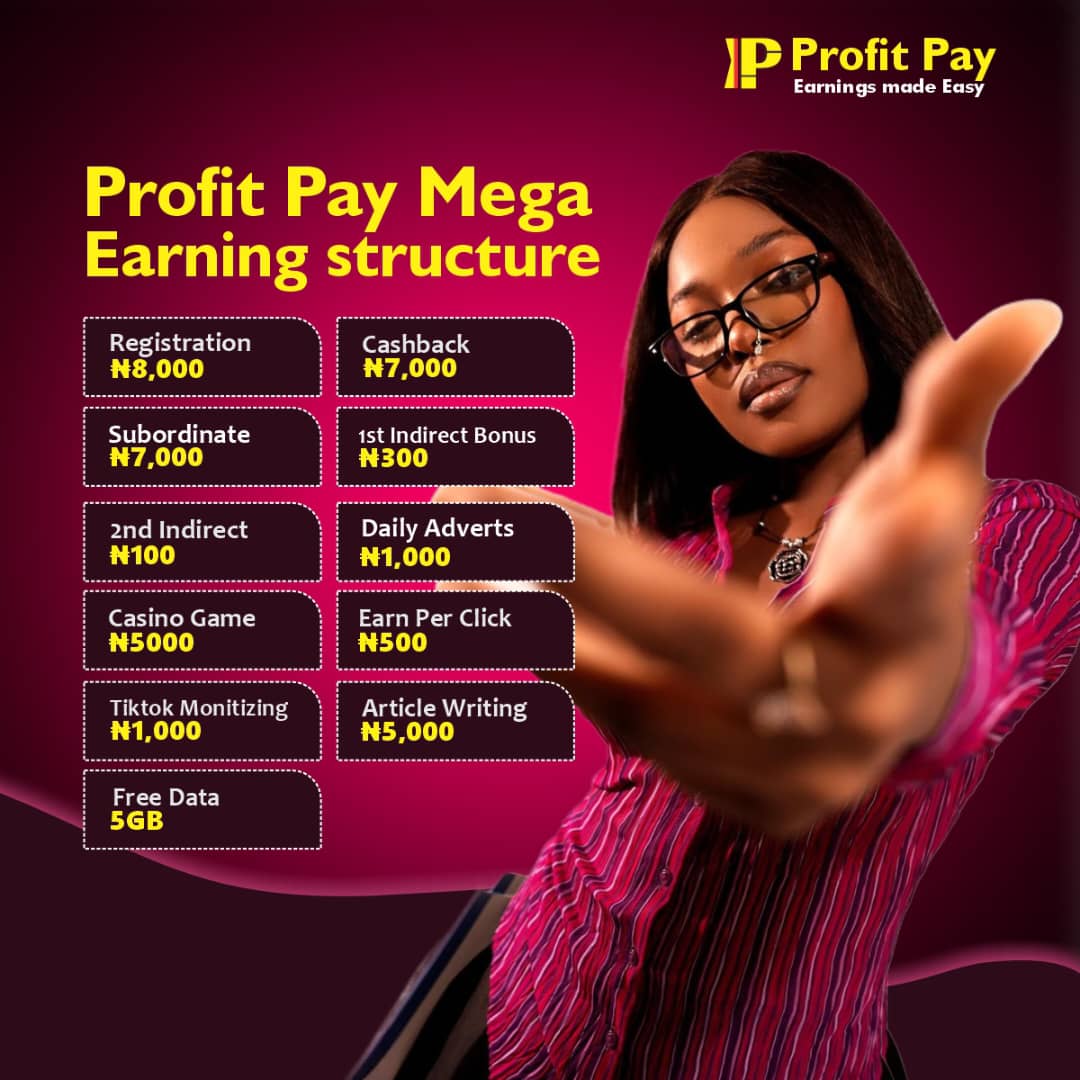 Profit Pay
Earnings made Easy
Profit Pay Mega
Earning structure
Registration
₦8,000
Cashback
₦7,000
Subordinate
₦7,000
1st Indirect Bonus
₦300
2nd Indirect
₦100
Daily Adverts
₦1,000
Casino Game
₦5000
Earn Per Click
₦500
Tiktok Monitizing
₦1,000
Article Writing
₦5,000
Free Data
5GB